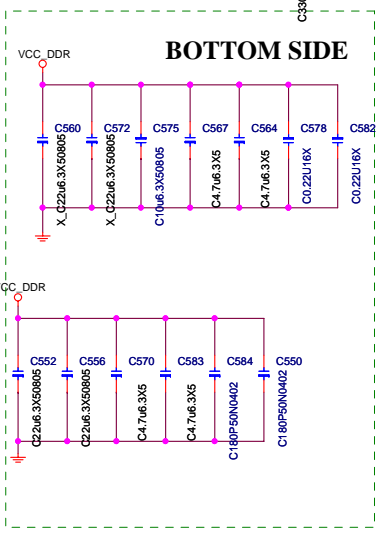 C330
BOTTOM SIDE
VCC_DDR
C560
C572
C575
C567
C564
C578
C582
X_C22u6.3X50805
X_C22u6.3X50805
C10u6.3X50805
C4.7u6.3X5
C4.7u6.3X5
C0.22U16X
C0.22U16X
CC_DDR
C552
C556
C570
C583
C584
C550
C22u6.3X50805
C22u6.3X50805
C4.7u6.3X5
C4.7u6.3X5
C180P50N0402
C180P50N0402